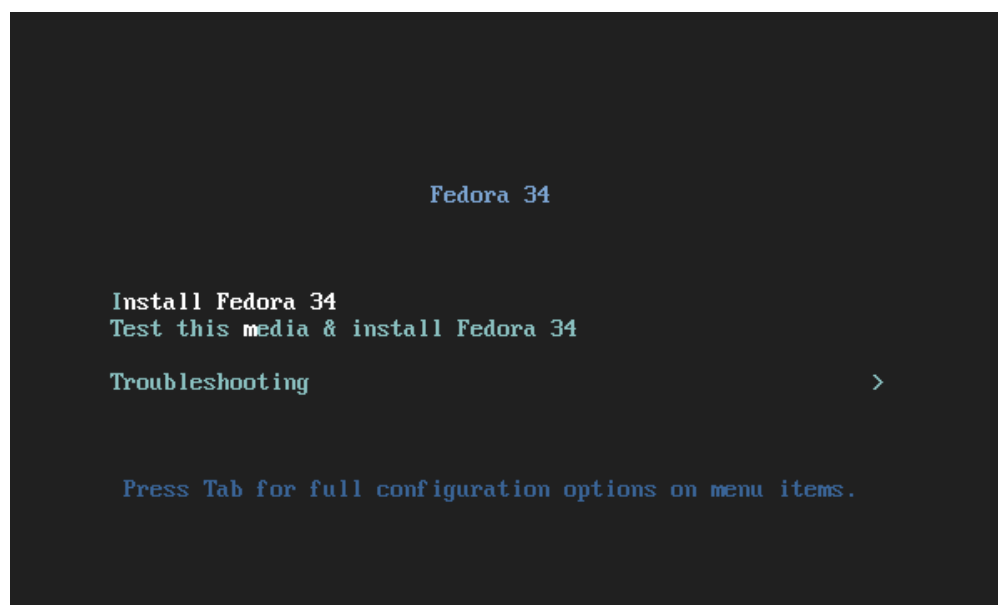 Fedora 34
Install Fedora 34
Test this media & install Fedora 34
Troubleshooting >
Press Tab for full configuration options on menu items.